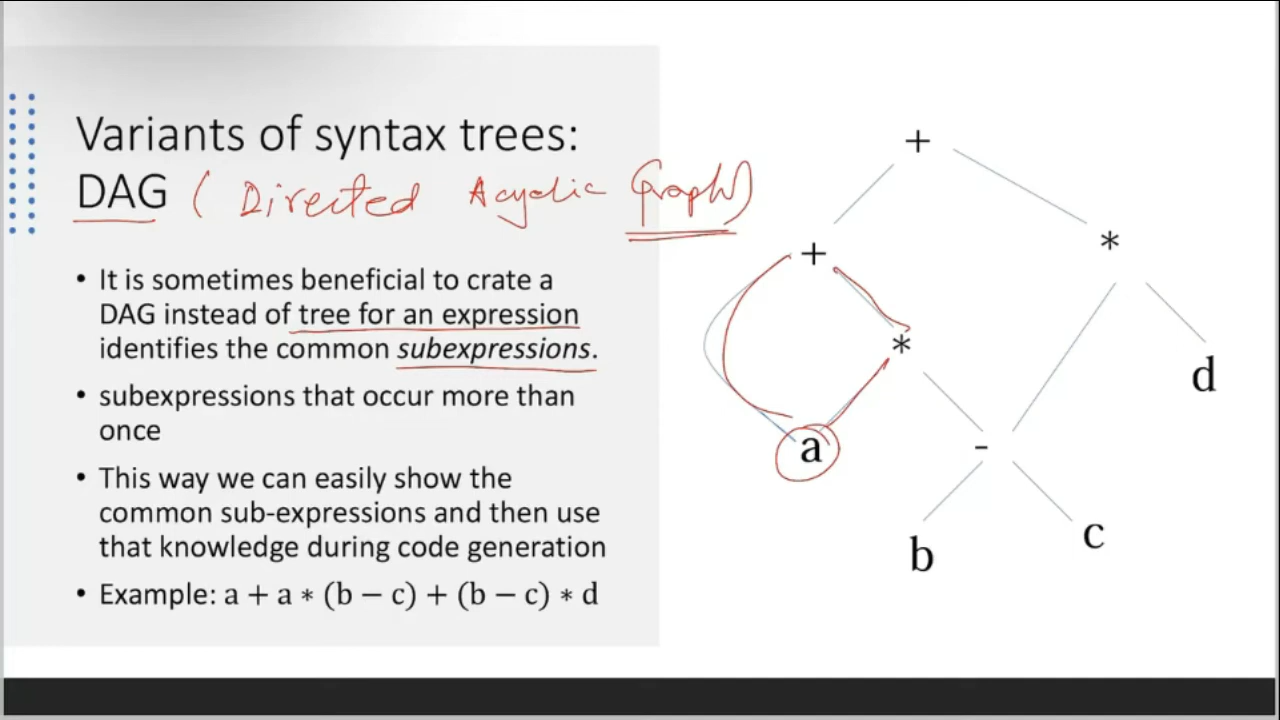 Variants of syntax trees:
DAG ( Directed Acyclic Graph)
• It is sometimes beneficial to crate a
DAG instead of tree for an expression
identifies the common subexpressions.
• subexpressions that occur more than
once
• This way we can easily show the
common sub-expressions and then use
that knowledge during code generation
• Example: a + a ∗ (b − c) + (b − c) ∗ d
+
+ *
*
d
a -
b c